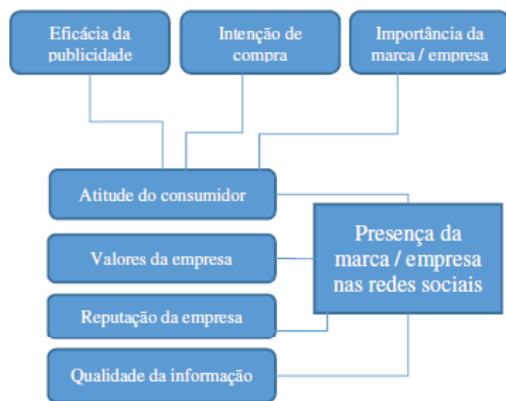 Eficácia da
publicidade
Intenção de
compra
Importância da
marca / empresa
Atitude do consumidor
Valores da empresa
Reputação da empresa
Qualidade da informação
Presença da
marca / empresa
nas redes sociais